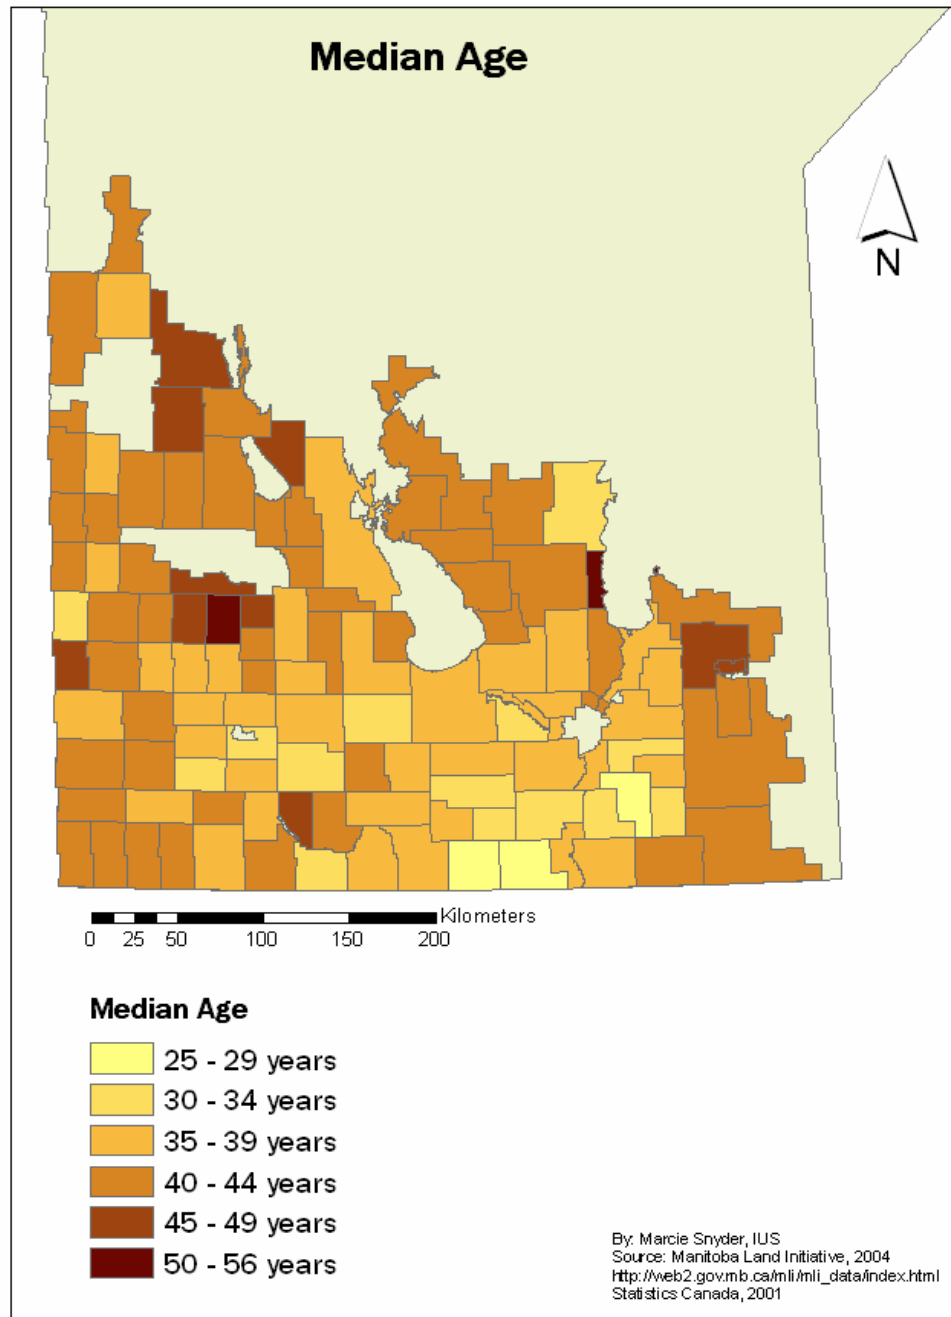 Median Age
N
Kilometers
0 25 50 100 150 200
Median Age
25 - 29 years
30 - 34 years
35 - 39 years
40 - 44 years
45 - 49 years
50 - 56 years
By: Marcie Snyder, IUS
Source: Manitoba Land Initiative, 2004
http://web2.gov.mb.ca/mli/mli_data/index.html
Statistics Canada, 2001